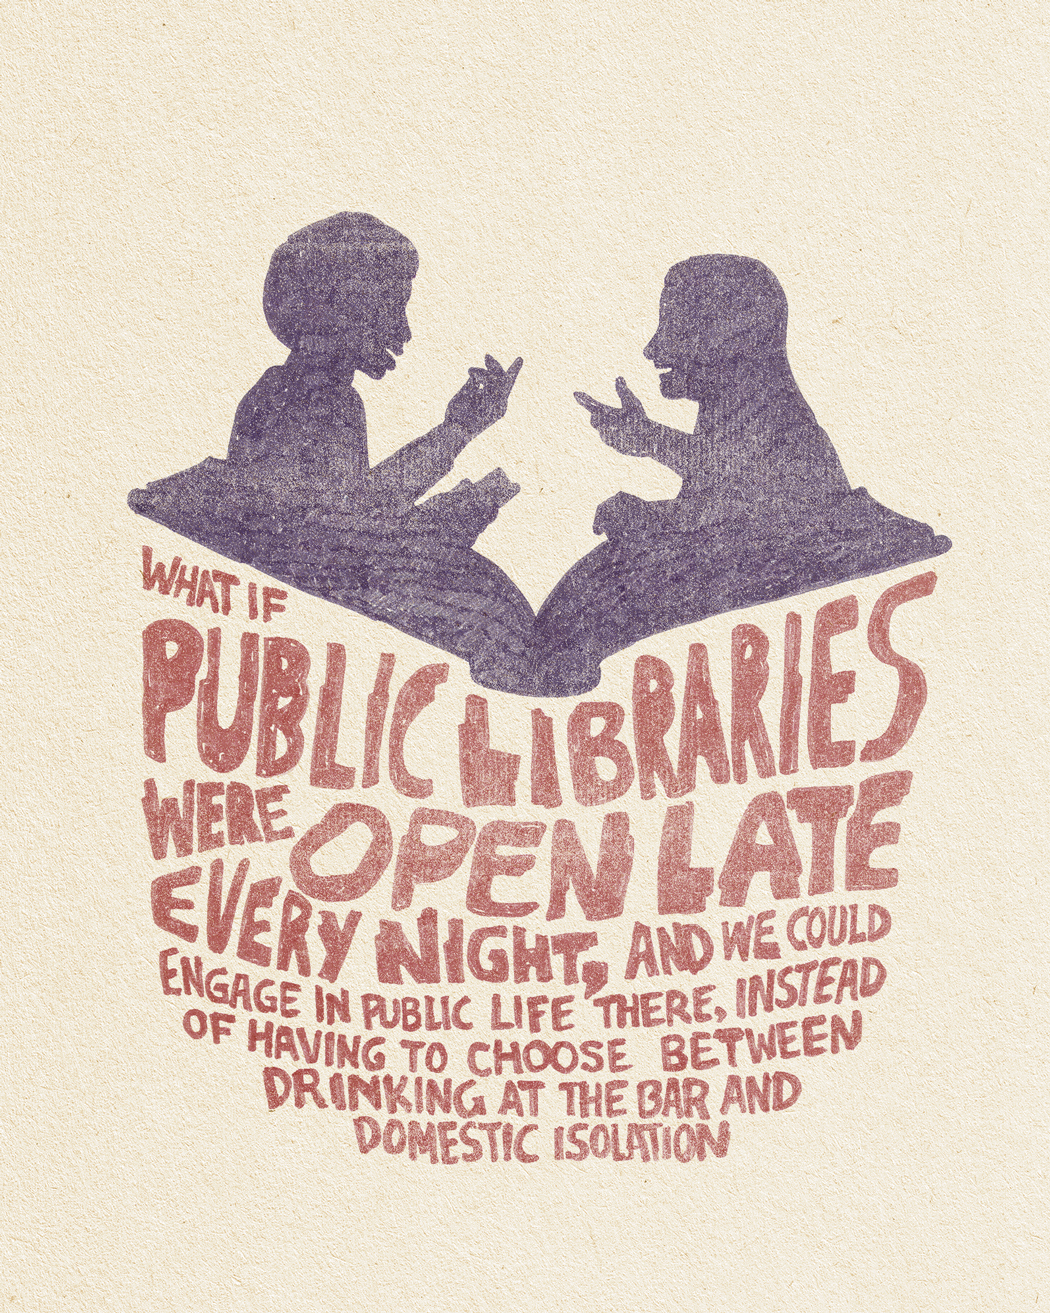 WHAT IF
PUBLIC LIBRARIES
WERE OPEN LATE
EVERY NIGHT, AND WE COULD
ENGAGE IN PUBLIC LIFE THERE, INSTEAD
OF HAVING TO CHOOSE BETWEEN
DRINKING AT THE BAR AND
DOMESTIC ISOLATION